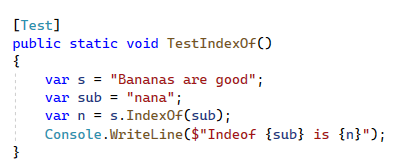 [Test]
public static void TestIndexOf()
{
var s = "Bananas are good";
var sub = "nana";
var n = s.IndexOf(sub);
Console.WriteLine($"Indeof {sub} is {n}");
}